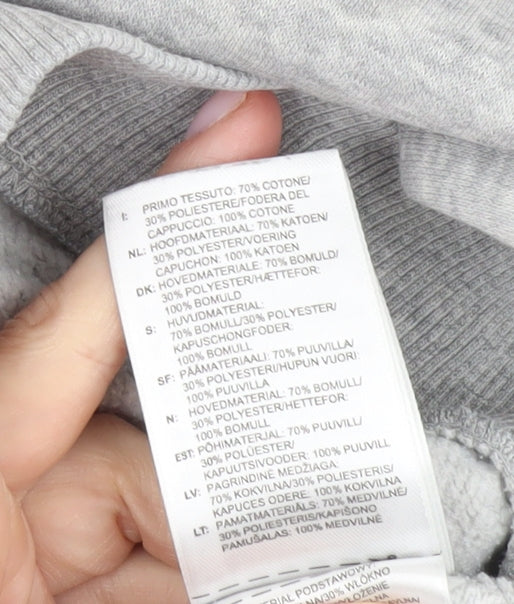 I: PRIMO TESSUTO: 70% COTONE/
30% POLIESTERE/FODERA DEL
CAPPUCCIO: 100% COTONE
NL: HOOFDMATERIAAL: 70% KATOEN/
30% POLYESTER/VOERING
CAPUCHON: 100% KATOEN
DK: HOVEDMATERIALE: 70% BOMULD/
30% POLYESTER/HÆTTEFOR:
100% BOMULD
S: HUVUDMATERIAL:
70% BOMULL/30% POLYESTER/
KAPUSCHONGFODER:
100% BOMULL
SF: PÄÄMATERIAALI: 70% PUUVILLA/
30% POLYESTERI/HUPUN VUORI:
100% PUUVILLA
N: HOVEDMATERIAL: 70% BOMULL/
30% POLYESTER/HETTEFOR:
100% BOMULL
EST: PÕHIMATERJAL: 70% PUUVILL/
30% POLÜESTER/
KAPUUTSIVOODER: 100% PUUVILL
LV: PAGRINDINĖ MEDŽIAGA:
70% KOKVILNA/30% POLIESTERIS/
KAPUCES ODERE: 100% KOKVILNA
LT: PAMATMATERIĀLS: 70% MEDVILNĖ/
30% POLIESTERIS/KAPIŠONO
PAMUŠALAS: 100% MEDVILNĖ
PODSTAWOWY
30% WŁÓKNO